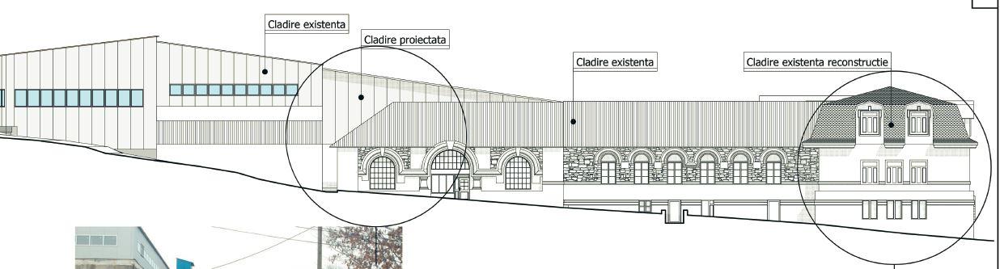 Cladire existenta
Cladire proiectata
Cladire existenta
Cladire existenta reconstructie